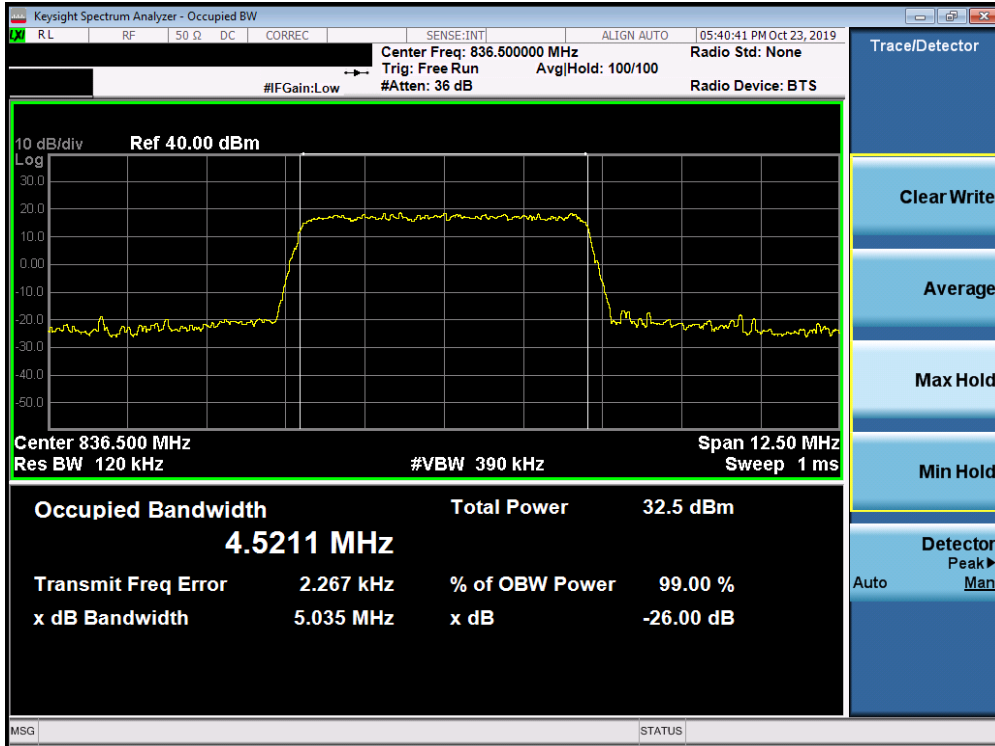 Keysight Spectrum Analyzer - Occupied BW
LXI RL RF 50 Ω DC CORREC SENSE:INT ALIGN AUTO 05:40:41 PM Oct 23, 2019
Center Freq: 836.500000 MHz Radio Std: None
Trig: Free Run Avg|Hold: 100/100
#IFGain:Low #Atten: 36 dB Radio Device: BTS
Trace/Detector
10 dB/div Ref 40.00 dBm
Log
30.0
20.0
10.0
0.00
-10.0
-20.0
-30.0
-40.0
-50.0
Center 836.500 MHz Span 12.50 MHz
Res BW 120 kHz #VBW 390 kHz Sweep 1 ms
Occupied Bandwidth Total Power 32.5 dBm
4.5211 MHz
Transmit Freq Error 2.267 kHz % of OBW Power 99.00 %
x dB Bandwidth 5.035 MHz x dB -26.00 dB
Clear Write
Average
Max Hold
Min Hold
Detector
Peak▶
Auto Man
MSG STATUS